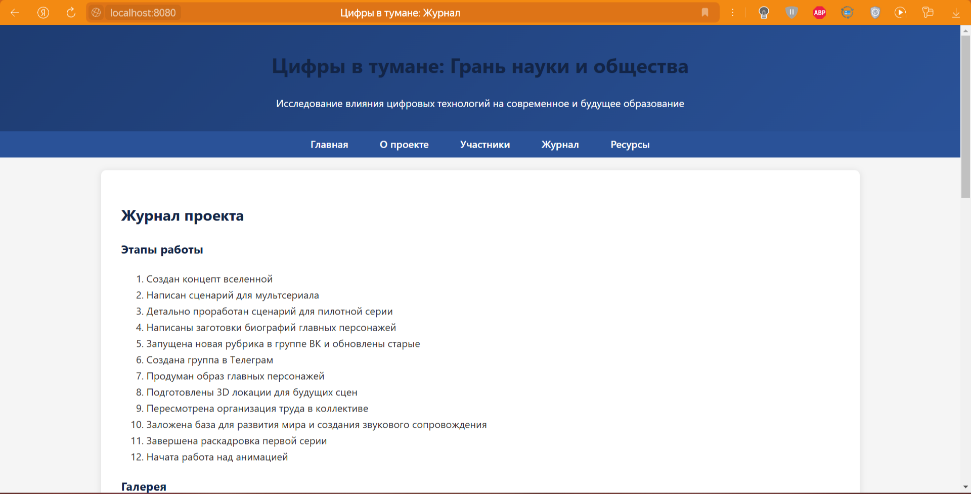 localhost:8080
Цифры в тумане: Журнал
ABP
Цифры в тумане: Грань науки и общества
Исследование влияния цифровых технологий на современное и будущее образование
Главная О проекте Участники Журнал Ресурсы
Журнал проекта
Этапы работы
1. Создан концепт вселенной
2. Написан сценарий для мультсериала
3. Детально проработан сценарий для пилотной серии
4. Написаны заготовки биографий главных персонажей
5. Запущена новая рубрика в группе ВК и обновлены старые
6. Создана группа в Телеграм
7. Продуман образ главных персонажей
8. Подготовлены 3D локации для будущих сцен
9. Пересмотрена организация труда в коллективе
10. Заложена база для развития мира и создания звукового сопровождения
11. Завершена раскадровка первой серии
12. Начата работа над анимацией
Галерея